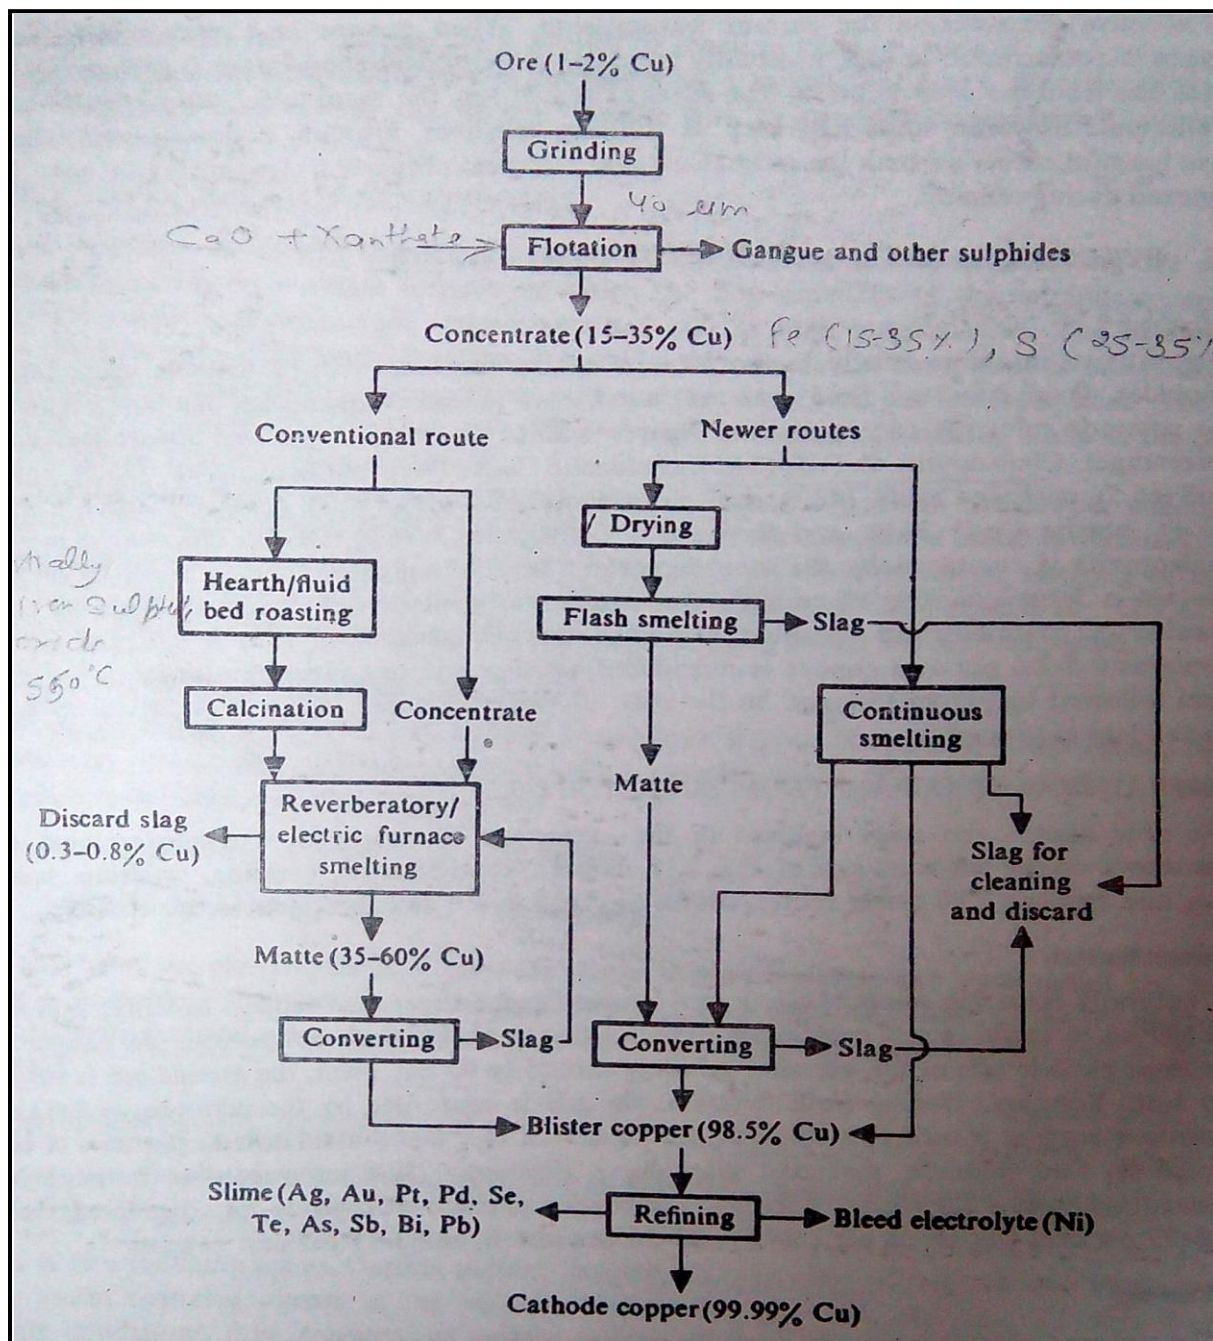 Ore (1–2% Cu)
Grinding
40 μm
CaO + Xanthate
Flotation
Gangue and other sulphides
Concentrate (15–35% Cu)
Fe (15-35%), S (25-35%
Conventional route
Newer routes
Drying
Hearth/fluid
bed roasting
Flash smelting
Slag
550°C
Calcination
Concentrate
Continuous
smelting
Matte
Reverberatory/
electric furnace
smelting
Discard slag
(0.3–0.8% Cu)
Slag for
cleaning
and discard
Matte (35–60% Cu)
Converting
Slag
Converting
Slag
Blister copper (98.5% Cu)
Slime (Ag, Au, Pt, Pd, Se,
Te, As, Sb, Bi, Pb)
Refining
Bleed electrolyte (Ni)
Cathode copper (99.99% Cu)